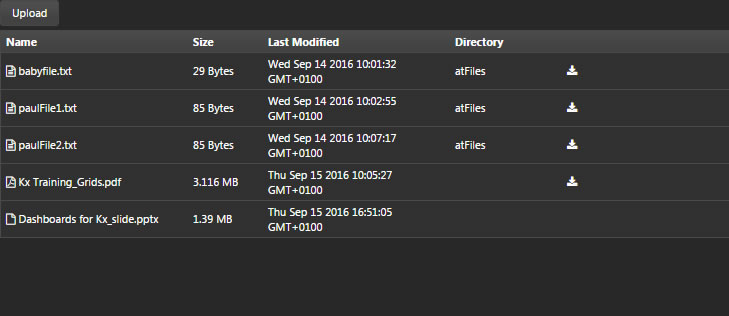 Upload
Name Size Last Modified Directory
babyfile.txt 29 Bytes Wed Sep 14 2016 10:01:32 GMT+0100 atFiles
paulFile1.txt 85 Bytes Wed Sep 14 2016 10:02:55 GMT+0100 atFiles
paulFile2.txt 85 Bytes Wed Sep 14 2016 10:07:17 GMT+0100 atFiles
Kx Training_Grids.pdf 3.116 MB Thu Sep 15 2016 10:05:27 GMT+0100
Dashboards for Kx_slide.pptx 1.39 MB Thu Sep 15 2016 16:51:05 GMT+0100